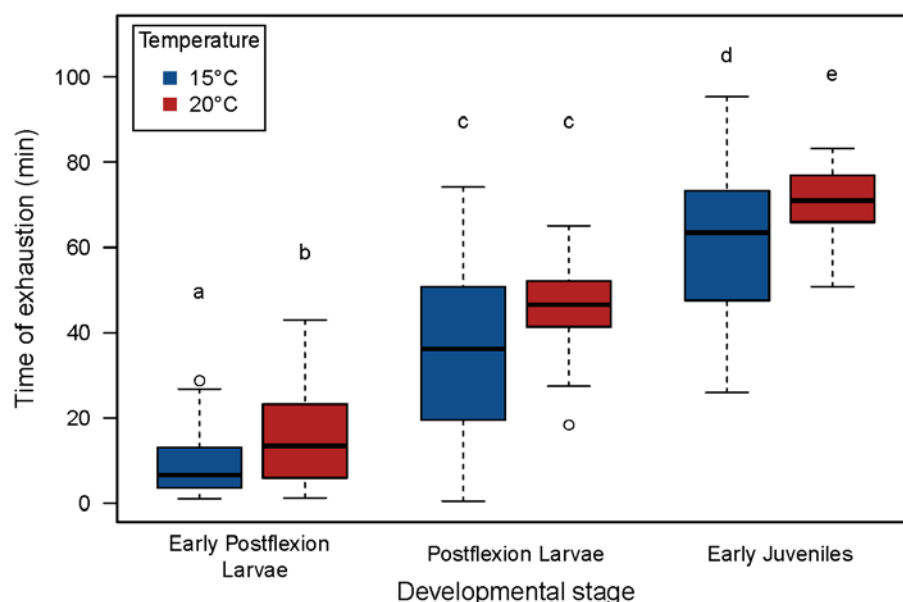 Temperature
15°C
20°C
Time of exhaustion (min)
100
80
60
40
20
0
a
b
c
c
d
e
Early Postflexion
Larvae
Postflexion Larvae
Early Juveniles
Developmental stage